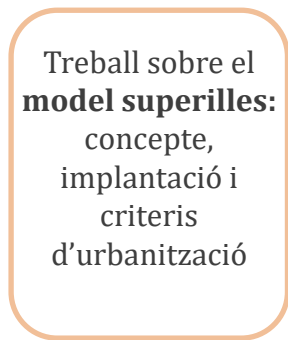 Treball sobre el
model superilles:
concepte,
implantació i
criteris
d’urbanització